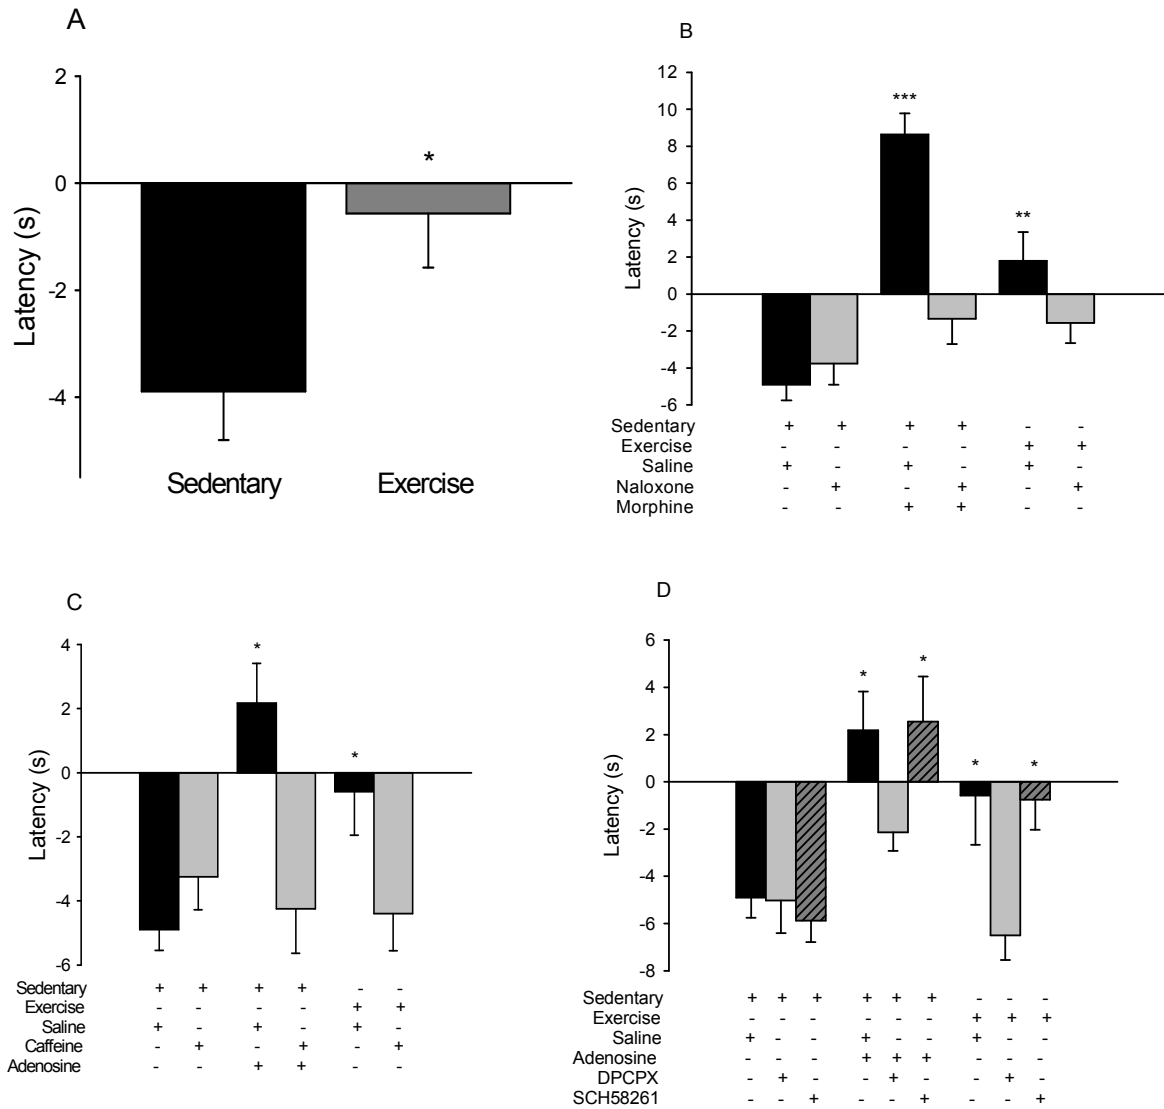 A
2
0
-2
-4
Latency (s)
*
Sedentary Exercise
B
12
10
8
6
4
2
0
-2
-4
-6
Latency (s)
***
**
Sedentary + + + + - -
Exercise - - - - + +
Saline + - + - + -
Naloxone - + - + - +
Morphine - - + + - -
C
4
2
0
-2
-4
-6
Latency (s)
*
*
Sedentary + + + + - -
Exercise - - - - + +
Saline + - + - + -
Caffeine - + - + - +
Adenosine - - + + - -
D
6
4
2
0
-2
-4
-6
-8
Latency (s)
*
*
*
*
Sedentary + + + + + + - - -
Exercise - - - - - - + + +
Saline + - - + - - + - -
Adenosine - - - + + + - - -
DPCPX - + - - + - - + -
SCH58261 - - + - - + - - +